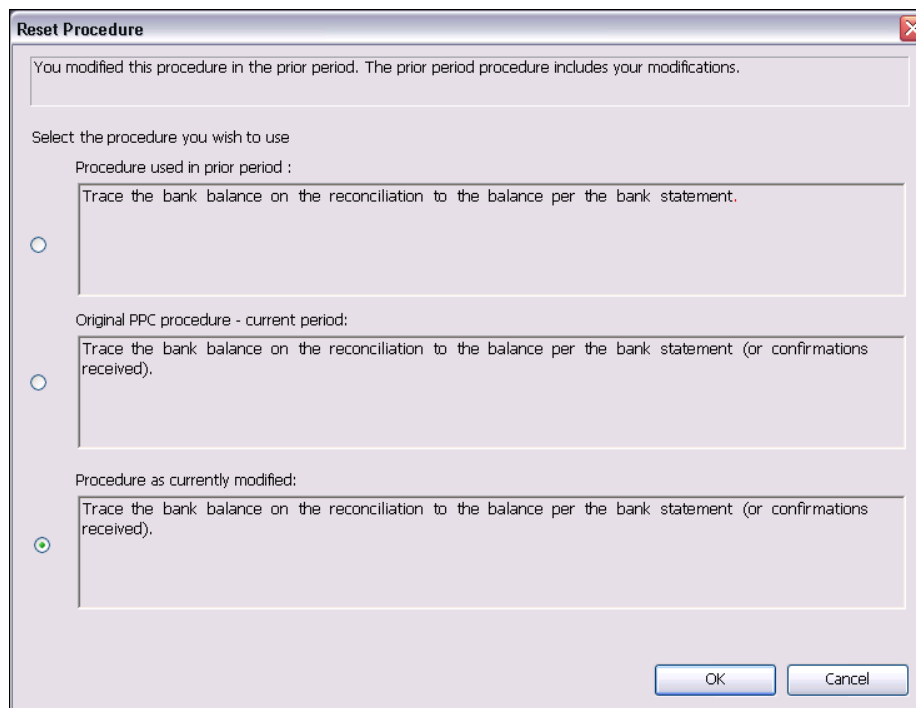 Reset Procedure
You modified this procedure in the prior period. The prior period procedure includes your modifications.
Select the procedure you wish to use
Procedure used in prior period :
Trace the bank balance on the reconciliation to the balance per the bank statement.
Original PPC procedure - current period:
Trace the bank balance on the reconciliation to the balance per the bank statement (or confirmations
received).
Procedure as currently modified:
Trace the bank balance on the reconciliation to the balance per the bank statement (or confirmations
received).
OK Cancel